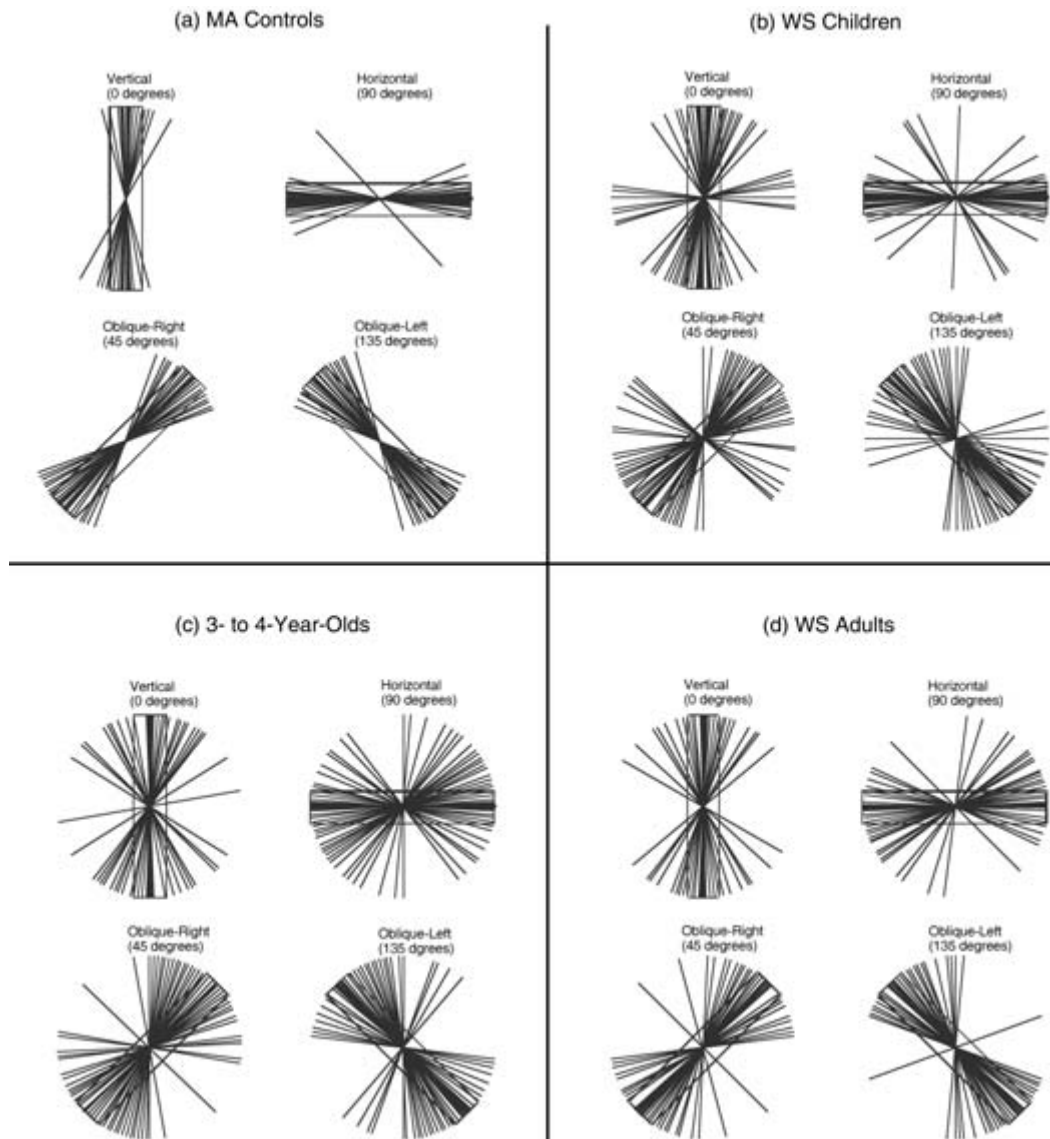 (a) MA Controls
Vertical
(0 degrees)
Horizontal
(90 degrees)
Oblique-Right
(45 degrees)
Oblique-Left
(135 degrees)
(b) WS Children
Vertical
(0 degrees)
Horizontal
(90 degrees)
Oblique-Right
(45 degrees)
Oblique-Left
(135 degrees)
(c) 3- to 4-Year-Olds
Vertical
(0 degrees)
Horizontal
(90 degrees)
Oblique-Right
(45 degrees)
Oblique-Left
(135 dgrees)
(d) WS Adults
Vertical
(0 degrees)
Horizontal
(90 degrees)
Oblique-Right
(45 degrees)
Oblique-Left
(135 degrees)